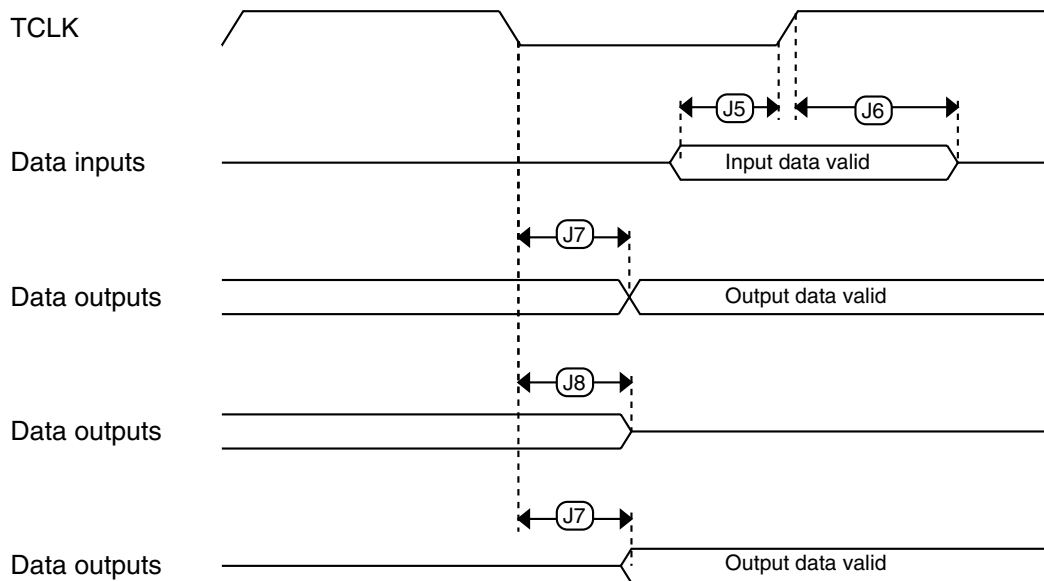 TCLK
J5
J6
Data inputs
Input data valid
J7
Data outputs
Output data valid
J8
Data outputs
J7
Data outputs
Output data valid